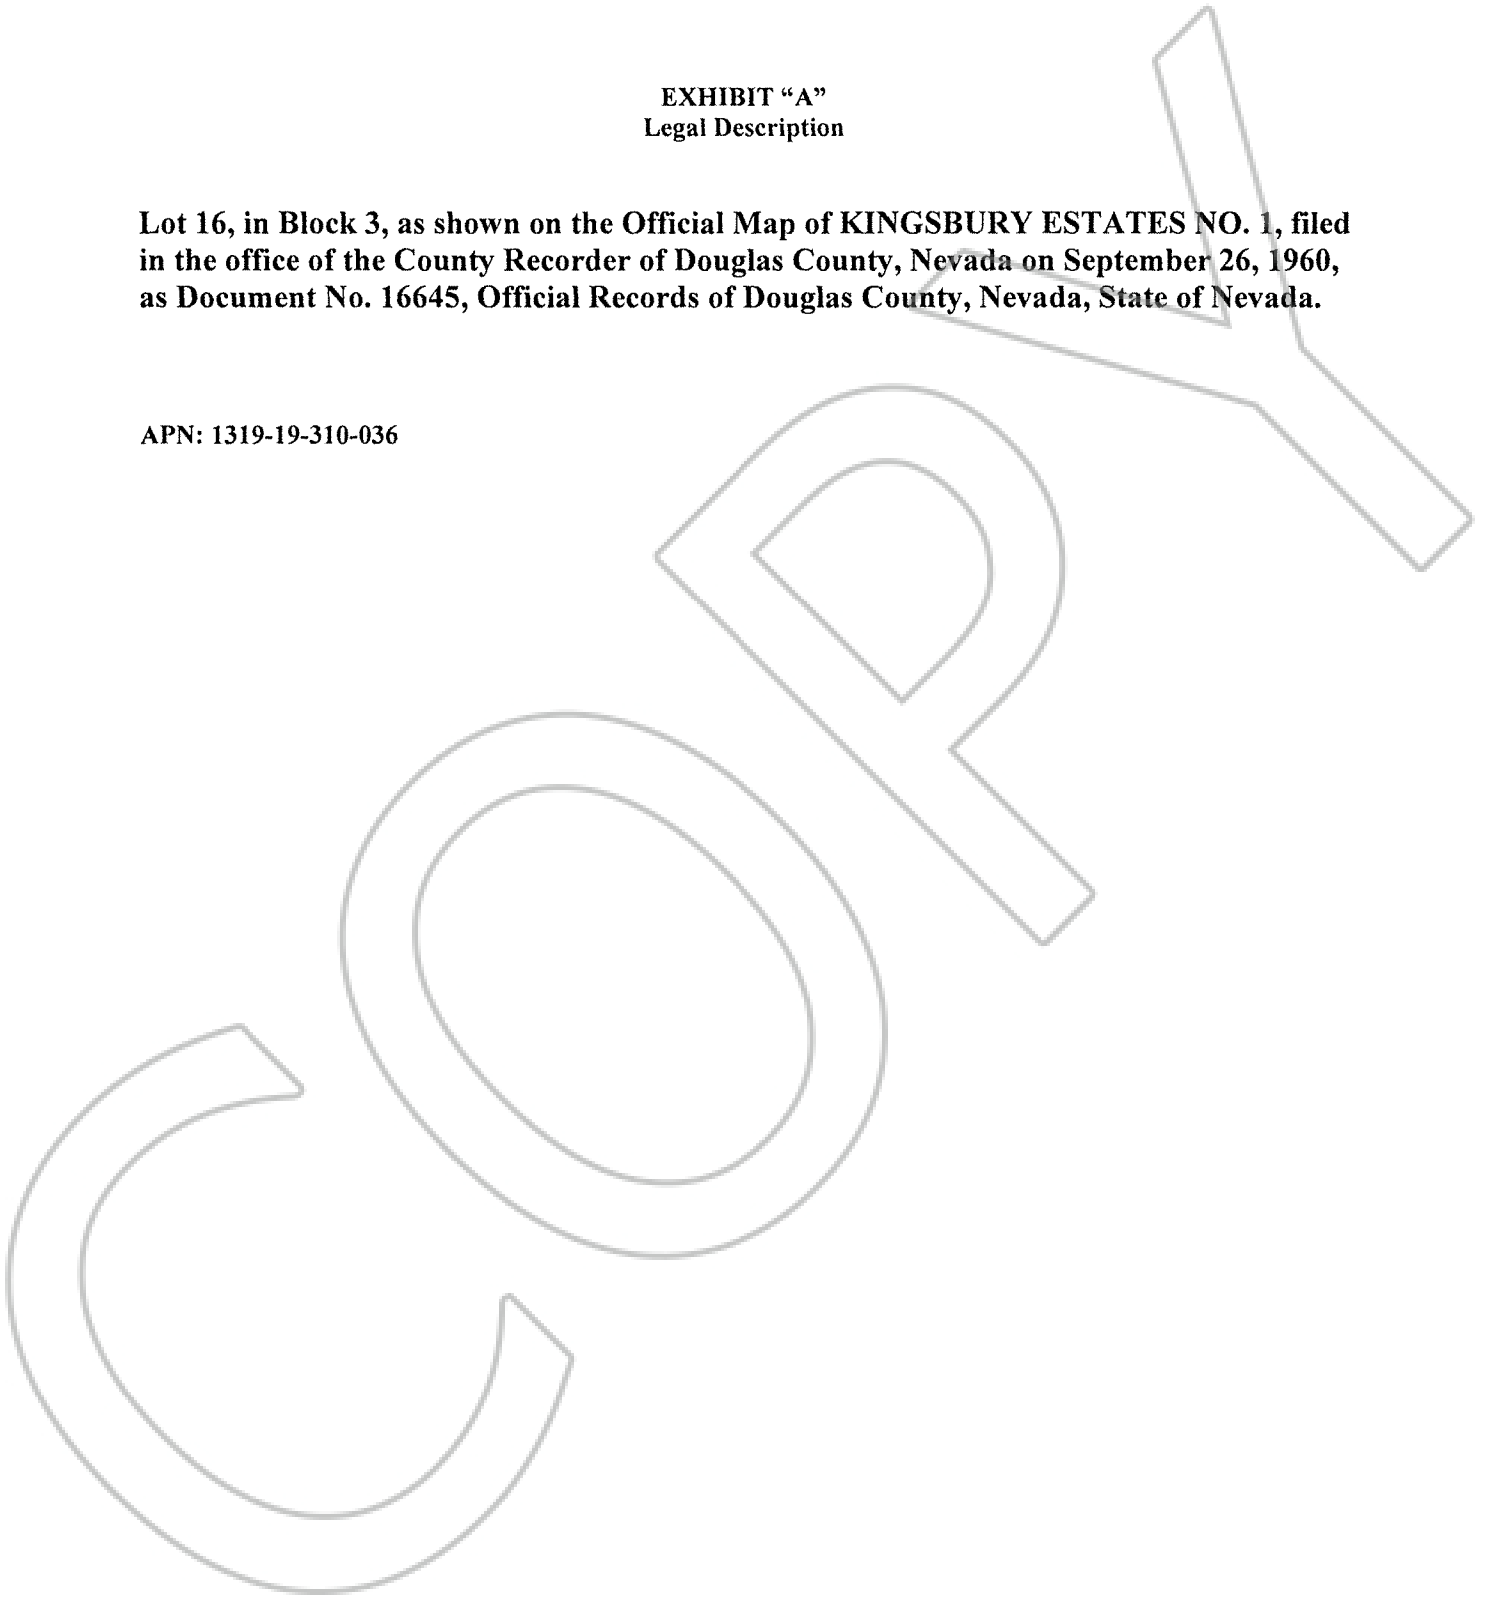 EXHIBIT “A”
Legal Description
Lot 16, in Block 3, as shown on the Official Map of KINGSBURY ESTATES NO. 1, filed
in the office of the County Recorder of Douglas County, Nevada on September 26, 1960,
as Document No. 16645, Official Records of Douglas County, Nevada, State of Nevada.
APN: 1319-19-310-036
COPY